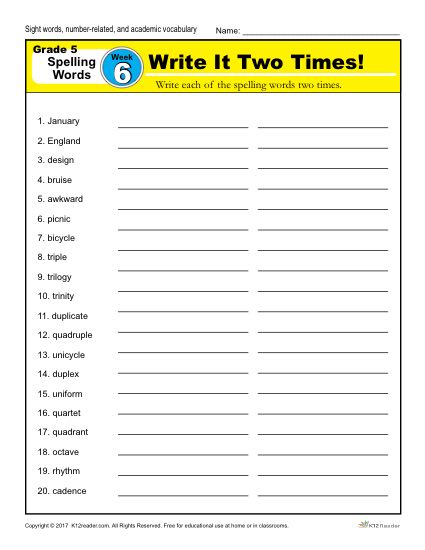 Sight words, number-related, and academic vocabulary Name:
Grade 5
Spelling
Words
Week
6
Write It Two Times!
Write each of the spelling words two times.
1. January
2. England
3. design
4. bruise
5. awkward
6. picnic
7. bicycle
8. triple
9. trilogy
10. trinity
11. duplicate
12. quadruple
13. unicycle
14. duplex
15. uniform
16. quartet
17. quadrant
18. octave
19. rhythm
20. cadence
Copyright © 2017 K12reader.com. All Rights Reserved. Free for educational use at home or in classrooms. K12Reader